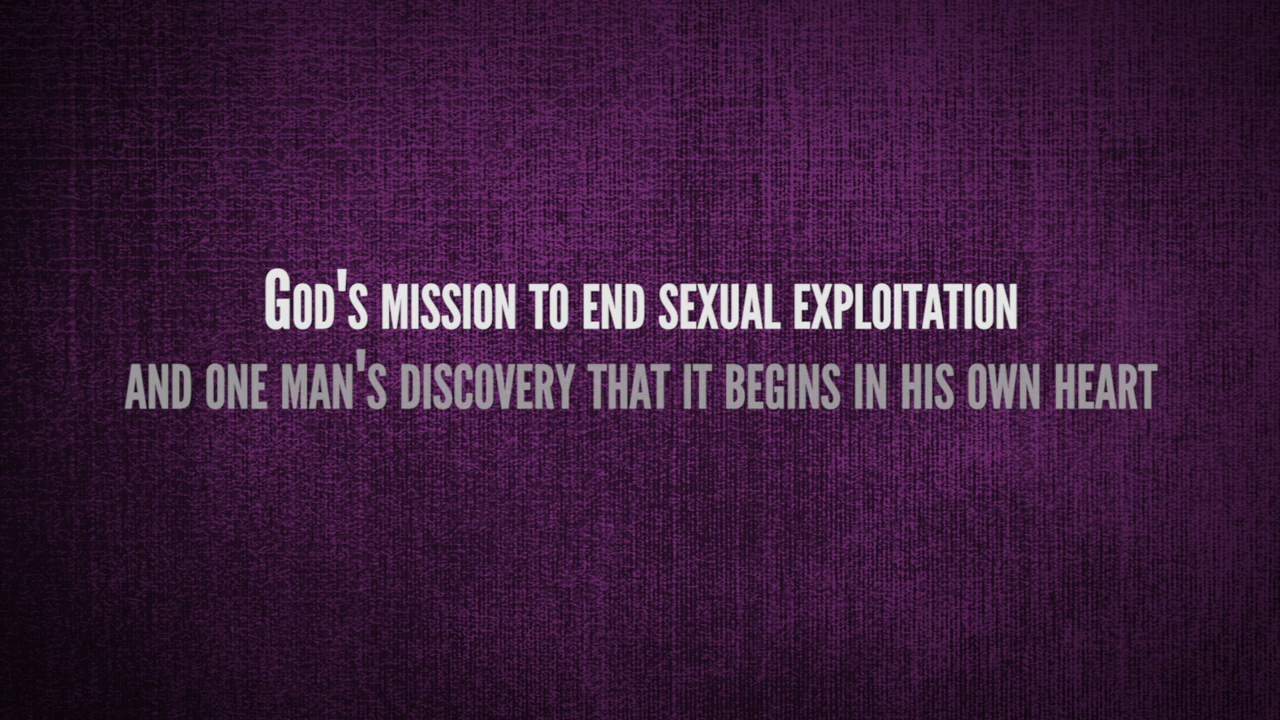 God's mission to end sexual exploitation
and one man's discovery that it begins in his own heart